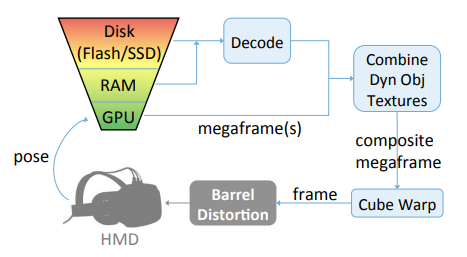 Disk
(Flash/SSD)
RAM
GPU
Decode
Combine
Dyn Obj
Textures
megaframe(s)
pose
composite
megaframe
Barrel
Distortion
frame
Cube Warp
HMD